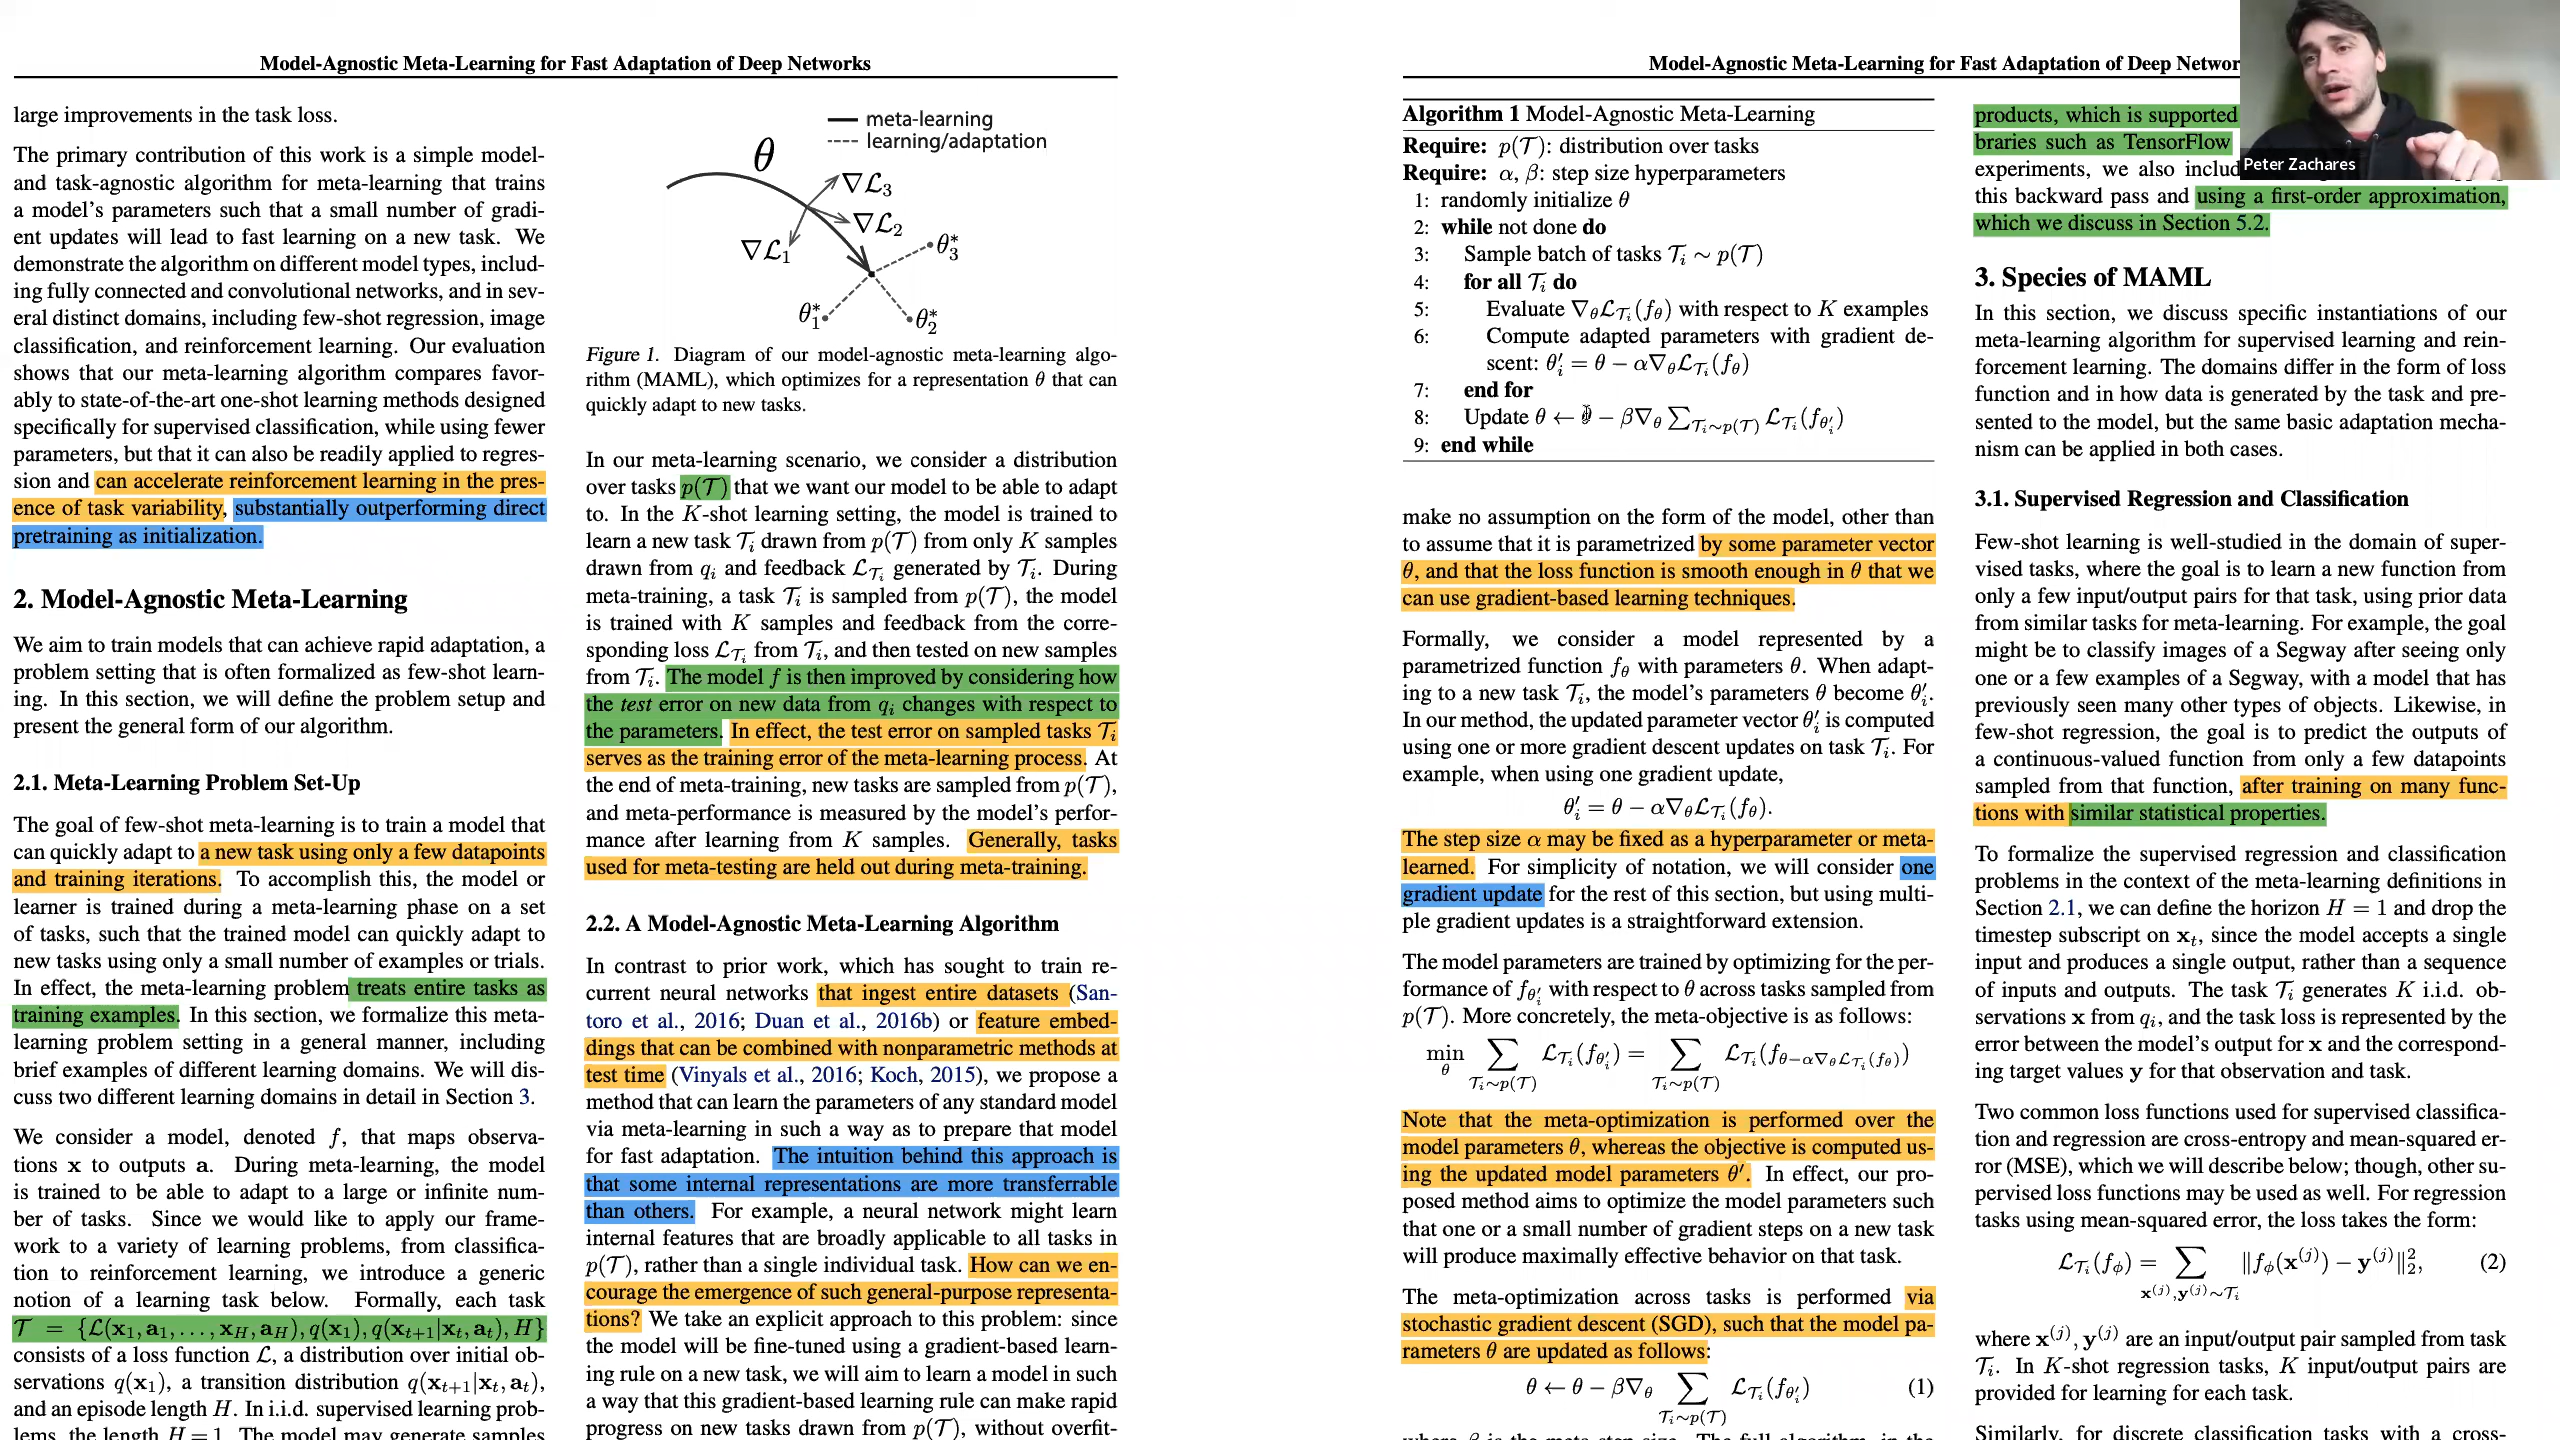 Model-Agnostic Meta-Learning for Fast Adaptation of Deep Networks
large improvements in the task loss.
The primary contribution of this work is a simple model-
and task-agnostic algorithm for meta-learning that trains
a model's parameters such that a small number of gradi-
ent updates will lead to fast learning on a new task. We
demonstrate the algorithm on different model types, includ-
ing fully connected and convolutional networks, and in sev-
eral distinct domains, including few-shot regression, image
classification, and reinforcement learning. Our evaluation
shows that our meta-learning algorithm compares favor-
ably to state-of-the-art one-shot learning methods designed
specifically for supervised classification, while using fewer
parameters, but that it can also be readily applied to regres-
sion and can accelerate reinforcement learning in the pres-
ence of task variability, substantially outperforming direct
pretraining as initialization.
2. Model-Agnostic Meta-Learning
We aim to train models that can achieve rapid adaptation, a
problem setting that is often formalized as few-shot learn-
ing. In this section, we will define the problem setup and
present the general form of our algorithm.
2.1. Meta-Learning Problem Set-Up
The goal of few-shot meta-learning is to train a model that
can quickly adapt to a new task using only a few datapoints
and training iterations. To accomplish this, the model or
learner is trained during a meta-learning phase on a set
of tasks, such that the trained model can quickly adapt to
new tasks using only a small number of examples or trials.
In effect, the meta-learning problem treats entire tasks as
training examples. In this section, we formalize this meta-
learning problem setting in a general manner, including
brief examples of different learning domains. We will dis-
cuss two different learning domains in detail in Section 3.
We consider a model, denoted f, that maps observa-
tions x to outputs a. During meta-learning, the model
is trained to be able to adapt to a large or infinite num-
ber of tasks. Since we would like to apply our frame-
work to a variety of learning problems, from classifica-
tion to reinforcement learning, we introduce a generic
notion of a learning task below. Formally, each task
𝒯 = {ℒ(x₁, a₁, . . . , x_H, a_H), q(x₁), q(x_{t+1}|x_t, a_t), H}
consists of a loss function ℒ, a distribution over initial ob-
servations q(x₁), a transition distribution q(x_{t+1}|x_t, a_t),
and an episode length H. In i.i.d. supervised learning prob-
lems, the length H = 1. The model may generate samples
meta-learning
learning/adaptation
θ
∇ℒ₃
∇ℒ₂
∇ℒ₁
θ₃*
θ₁*
θ₂*
Figure 1. Diagram of our model-agnostic meta-learning algo-
rithm (MAML), which optimizes for a representation θ that can
quickly adapt to new tasks.
In our meta-learning scenario, we consider a distribution
over tasks p(𝒯) that we want our model to be able to adapt
to. In the K-shot learning setting, the model is trained to
learn a new task 𝒯ᵢ drawn from p(𝒯) from only K samples
drawn from qᵢ and feedback ℒ_{𝒯ᵢ} generated by 𝒯ᵢ. During
meta-training, a task 𝒯ᵢ is sampled from p(𝒯), the model
is trained with K samples and feedback from the corre-
sponding loss ℒ_{𝒯ᵢ} from 𝒯ᵢ, and then tested on new samples
from 𝒯ᵢ. The model f is then improved by considering how
the test error on new data from qᵢ changes with respect to
the parameters. In effect, the test error on sampled tasks 𝒯ᵢ
serves as the training error of the meta-learning process. At
the end of meta-training, new tasks are sampled from p(𝒯),
and meta-performance is measured by the model's perfor-
mance after learning from K samples. Generally, tasks
used for meta-testing are held out during meta-training.
2.2. A Model-Agnostic Meta-Learning Algorithm
In contrast to prior work, which has sought to train re-
current neural networks that ingest entire datasets (San-
toro et al., 2016; Duan et al., 2016b) or feature embed-
dings that can be combined with nonparametric methods at
test time (Vinyals et al., 2016; Koch, 2015), we propose a
method that can learn the parameters of any standard model
via meta-learning in such a way as to prepare that model
for fast adaptation. The intuition behind this approach is
that some internal representations are more transferrable
than others. For example, a neural network might learn
internal features that are broadly applicable to all tasks in
p(𝒯), rather than a single individual task. How can we en-
courage the emergence of such general-purpose representa-
tions? We take an explicit approach to this problem: since
the model will be fine-tuned using a gradient-based learn-
ing rule on a new task, we will aim to learn a model in such
a way that this gradient-based learning rule can make rapid
progress on new tasks drawn from p(𝒯), without overfit-
Model-Agnostic Meta-Learning for Fast Adaptation of Deep Networ
Algorithm 1 Model-Agnostic Meta-Learning
Require: p(𝒯): distribution over tasks
Require: α, β: step size hyperparameters
1: randomly initialize θ
2: while not done do
3: Sample batch of tasks 𝒯ᵢ ∼ p(𝒯)
4: for all 𝒯ᵢ do
5: Evaluate ∇_θ ℒ_{𝒯ᵢ}(f_θ) with respect to K examples
6: Compute adapted parameters with gradient de-
scent: θᵢ′ = θ − α∇_θ ℒ_{𝒯ᵢ}(f_θ)
7: end for
8: Update θ ← θ − β∇_θ ∑_{𝒯ᵢ∼p(𝒯)} ℒ_{𝒯ᵢ}(f_{θᵢ′})
9: end while
make no assumption on the form of the model, other than
to assume that it is parametrized by some parameter vector
θ, and that the loss function is smooth enough in θ that we
can use gradient-based learning techniques.
Formally, we consider a model represented by a
parametrized function f_θ with parameters θ. When adapt-
ing to a new task 𝒯ᵢ, the model's parameters θ become θᵢ′.
In our method, the updated parameter vector θᵢ′ is computed
using one or more gradient descent updates on task 𝒯ᵢ. For
example, when using one gradient update,
θᵢ′ = θ − α∇_θ ℒ_{𝒯ᵢ}(f_θ).
The step size α may be fixed as a hyperparameter or meta-
learned. For simplicity of notation, we will consider one
gradient update for the rest of this section, but using multi-
ple gradient updates is a straightforward extension.
The model parameters are trained by optimizing for the per-
formance of f_{θᵢ′} with respect to θ across tasks sampled from
p(𝒯). More concretely, the meta-objective is as follows:
min_θ ∑_{𝒯ᵢ∼p(𝒯)} ℒ_{𝒯ᵢ}(f_{θᵢ′}) = ∑_{𝒯ᵢ∼p(𝒯)} ℒ_{𝒯ᵢ}(f_{θ−α∇_θ ℒ_{𝒯ᵢ}(f_θ)})
Note that the meta-optimization is performed over the
model parameters θ, whereas the objective is computed us-
ing the updated model parameters θ′. In effect, our pro-
posed method aims to optimize the model parameters such
that one or a small number of gradient steps on a new task
will produce maximally effective behavior on that task.
The meta-optimization across tasks is performed via
stochastic gradient descent (SGD), such that the model pa-
rameters θ are updated as follows:
θ ← θ − β∇_θ ∑_{𝒯ᵢ∼p(𝒯)} ℒ_{𝒯ᵢ}(f_{θᵢ′}) (1)
products, which is supported
braries such as TensorFlow
experiments, we also includ
this backward pass and using a first-order approximation,
which we discuss in Section 5.2.
3. Species of MAML
In this section, we discuss specific instantiations of our
meta-learning algorithm for supervised learning and rein-
forcement learning. The domains differ in the form of loss
function and in how data is generated by the task and pre-
sented to the model, but the same basic adaptation mecha-
nism can be applied in both cases.
3.1. Supervised Regression and Classification
Few-shot learning is well-studied in the domain of super-
vised tasks, where the goal is to learn a new function from
only a few input/output pairs for that task, using prior data
from similar tasks for meta-learning. For example, the goal
might be to classify images of a Segway after seeing only
one or a few examples of a Segway, with a model that has
previously seen many other types of objects. Likewise, in
few-shot regression, the goal is to predict the outputs of
a continuous-valued function from only a few datapoints
sampled from that function, after training on many func-
tions with similar statistical properties.
To formalize the supervised regression and classification
problems in the context of the meta-learning definitions in
Section 2.1, we can define the horizon H = 1 and drop the
timestep subscript on x_t, since the model accepts a single
input and produces a single output, rather than a sequence
of inputs and outputs. The task 𝒯ᵢ generates K i.i.d. ob-
servations x from qᵢ, and the task loss is represented by the
error between the model's output for x and the correspond-
ing target values y for that observation and task.
Two common loss functions used for supervised classifica-
tion and regression are cross-entropy and mean-squared er-
ror (MSE), which we will describe below; though, other su-
pervised loss functions may be used as well. For regression
tasks using mean-squared error, the loss takes the form:
ℒ_{𝒯ᵢ}(f_ϕ) = ∑_{x^(j),y^(j)∼𝒯ᵢ} ‖f_ϕ(x^(j)) − y^(j)‖₂², (2)
where x^(j), y^(j) are an input/output pair sampled from task
𝒯ᵢ. In K-shot regression tasks, K input/output pairs are
provided for learning for each task.
Similarly, for discrete classification tasks with a cross-
Peter Zachares